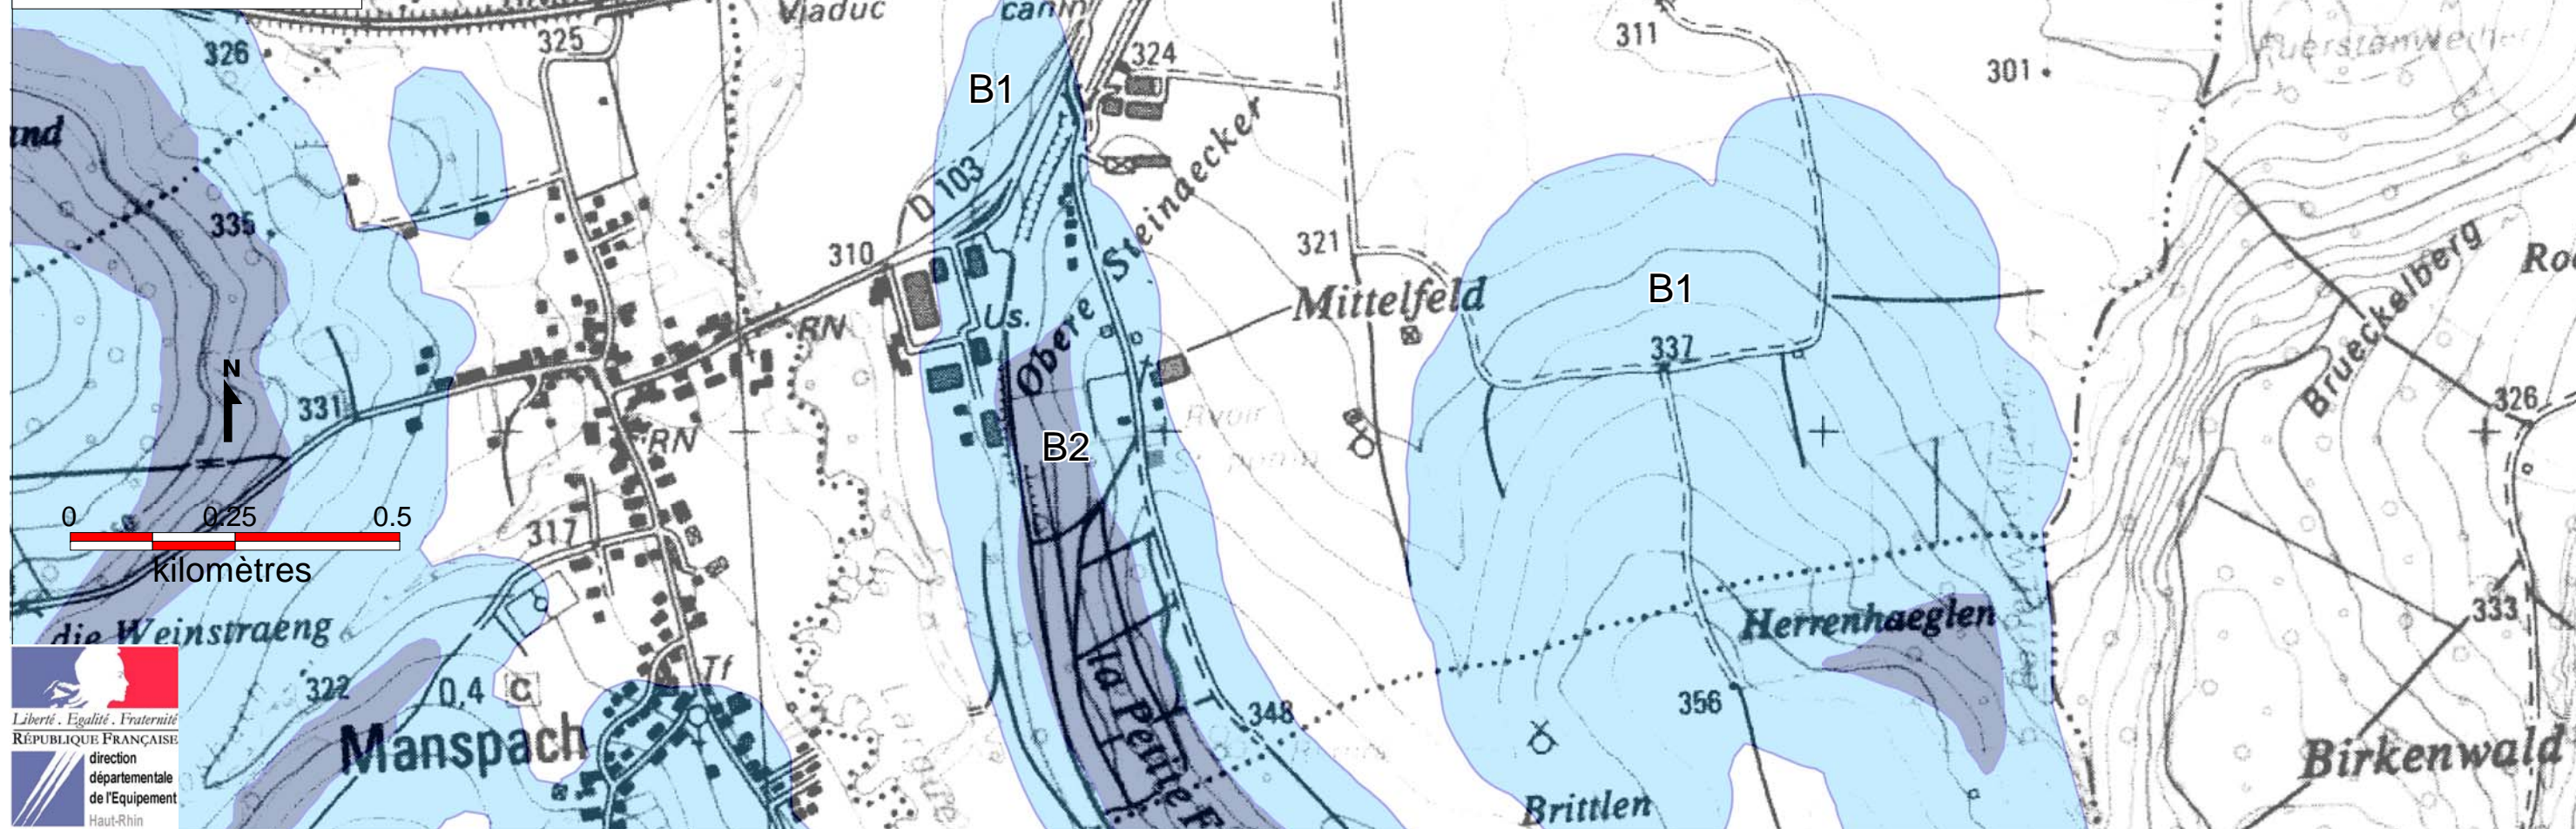 Viaduc
326
325
B1
324
311
301
D 103
335
310
Steinaecker
321
Mittelfeld
B1
Brueckelberg
RN
Us.
Obere
337
N
331
326
RN
B2
0 0.25 0.5
317
kilomètres
die Weinstraeng
Herrenhaeglen
333
322
0,4
C
Tf
la Petite
348
356
Manspach
Birkenwald
Brittlen
Liberté . Egalité . Fraternité
RÉPUBLIQUE FRANÇAISE
direction
départementale
de l'Equipement
Haut-Rhin